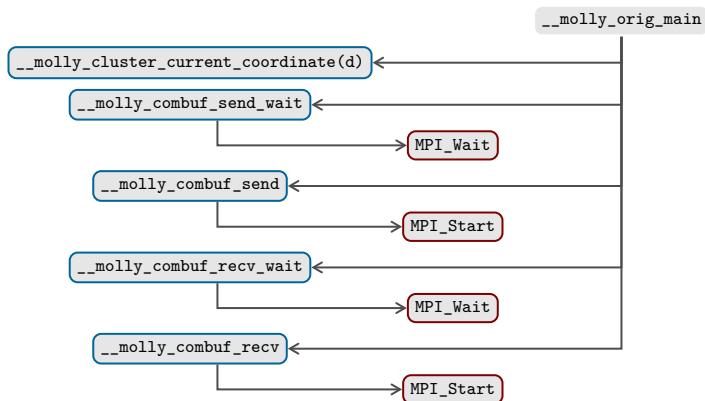 __molly_orig_main
__molly_cluster_current_coordinate(d)
__molly_combuf_send_wait
MPI_Wait
__molly_combuf_send
MPI_Start
__molly_combuf_recv_wait
MPI_Wait
__molly_combuf_recv
MPI_Start